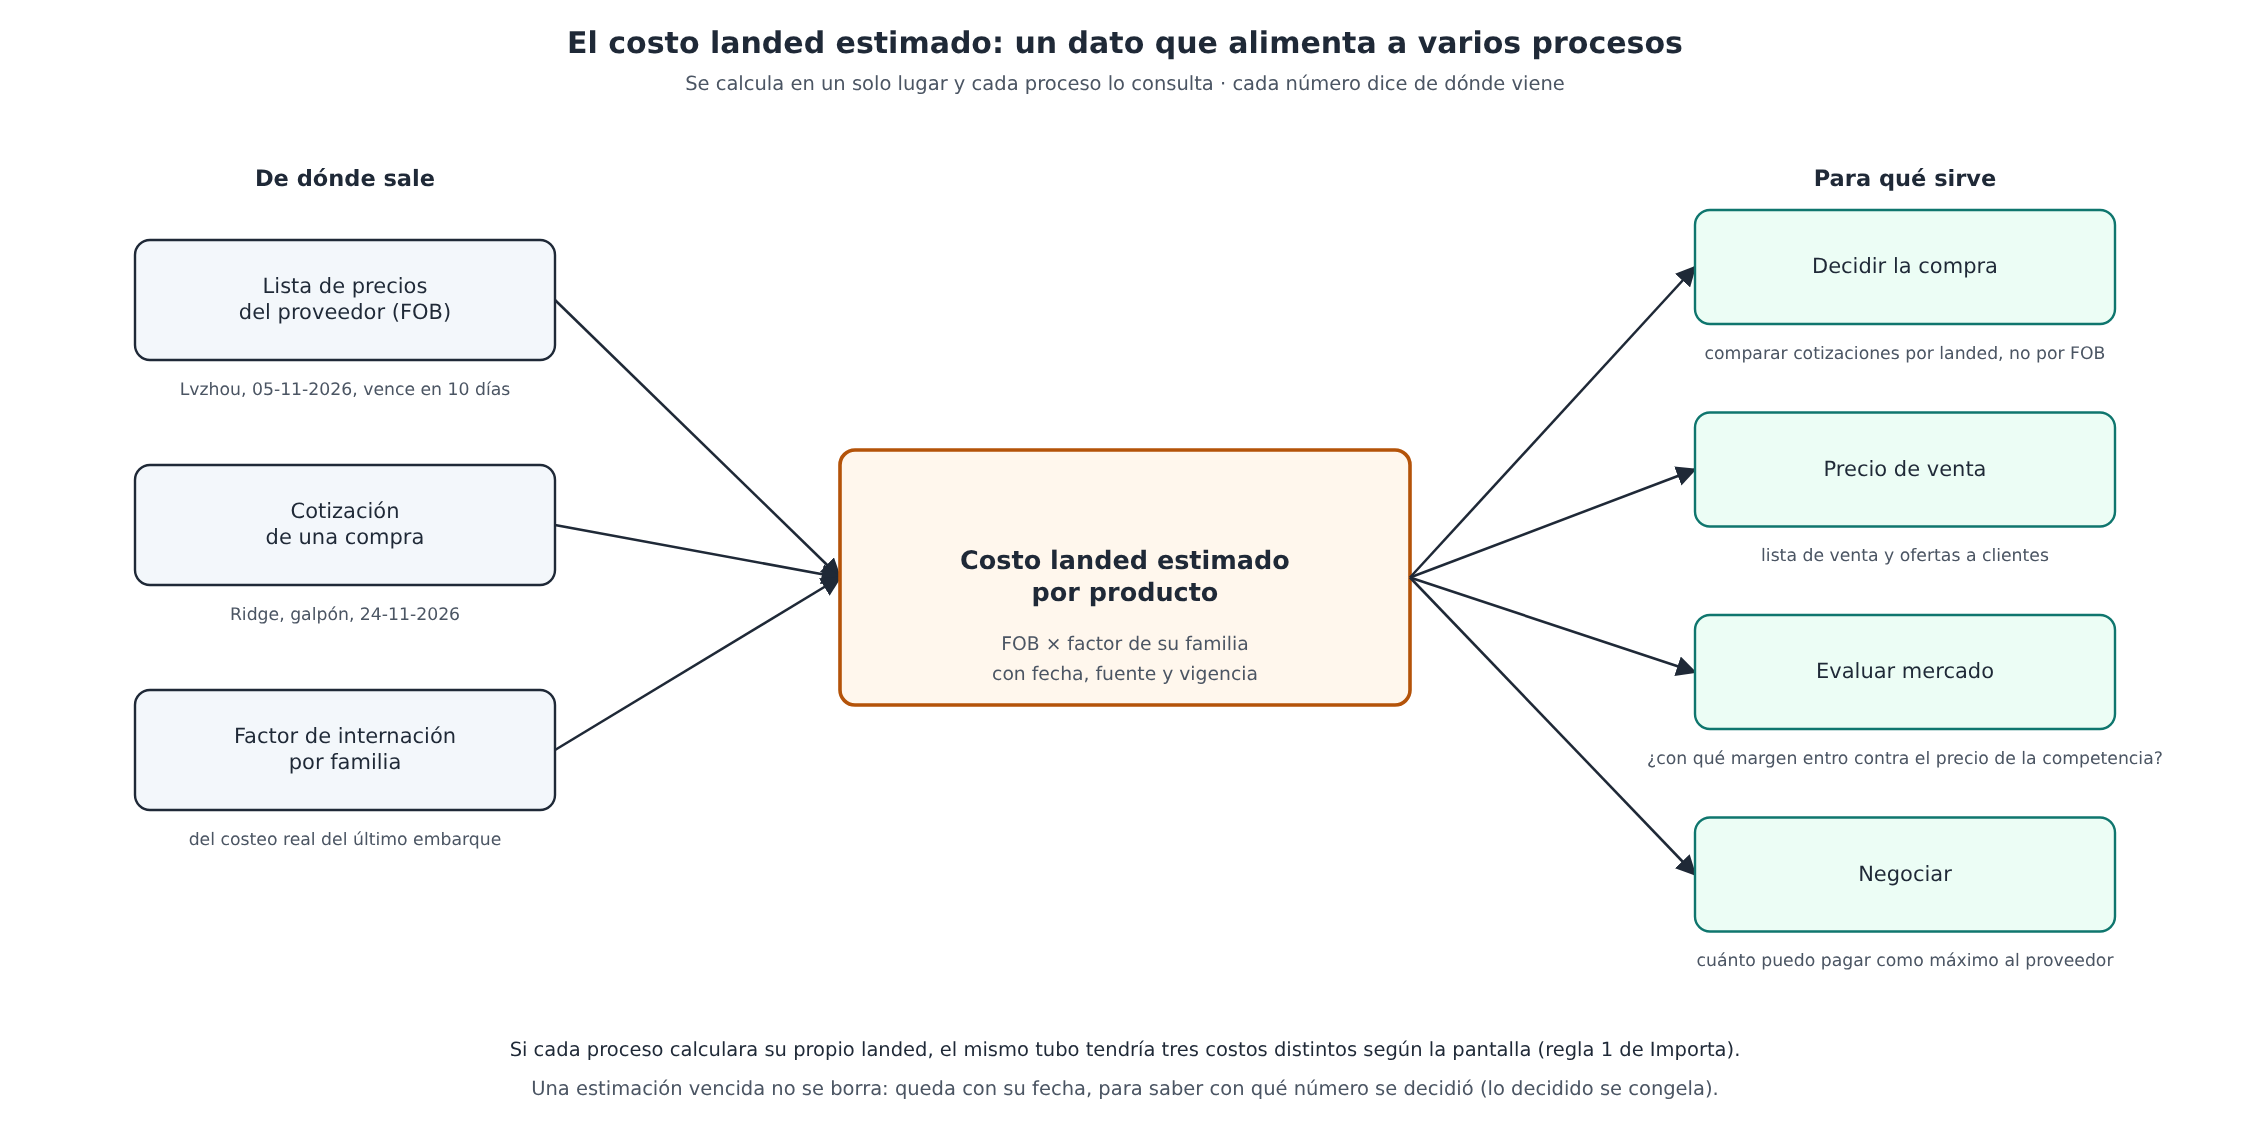 El costo landed estimado: un dato que alimenta a varios procesos
Se calcula en un solo lugar y cada proceso lo consulta · cada número dice de dónde viene
De dónde sale
Lista de precios
del proveedor (FOB)
Lvzhou, 05-11-2026, vence en 10 días
Cotización
de una compra
Ridge, galpón, 24-11-2026
Factor de internación
por familia
del costeo real del último embarque
Costo landed estimado
por producto
FOB × factor de su familia
con fecha, fuente y vigencia
Para qué sirve
Decidir la compra
comparar cotizaciones por landed, no por FOB
Precio de venta
lista de venta y ofertas a clientes
Evaluar mercado
¿con qué margen entro contra el precio de la competencia?
Negociar
cuánto puedo pagar como máximo al proveedor
Si cada proceso calculara su propio landed, el mismo tubo tendría tres costos distintos según la pantalla (regla 1 de Importa).
Una estimación vencida no se borra: queda con su fecha, para saber con qué número se decidió (lo decidido se congela).